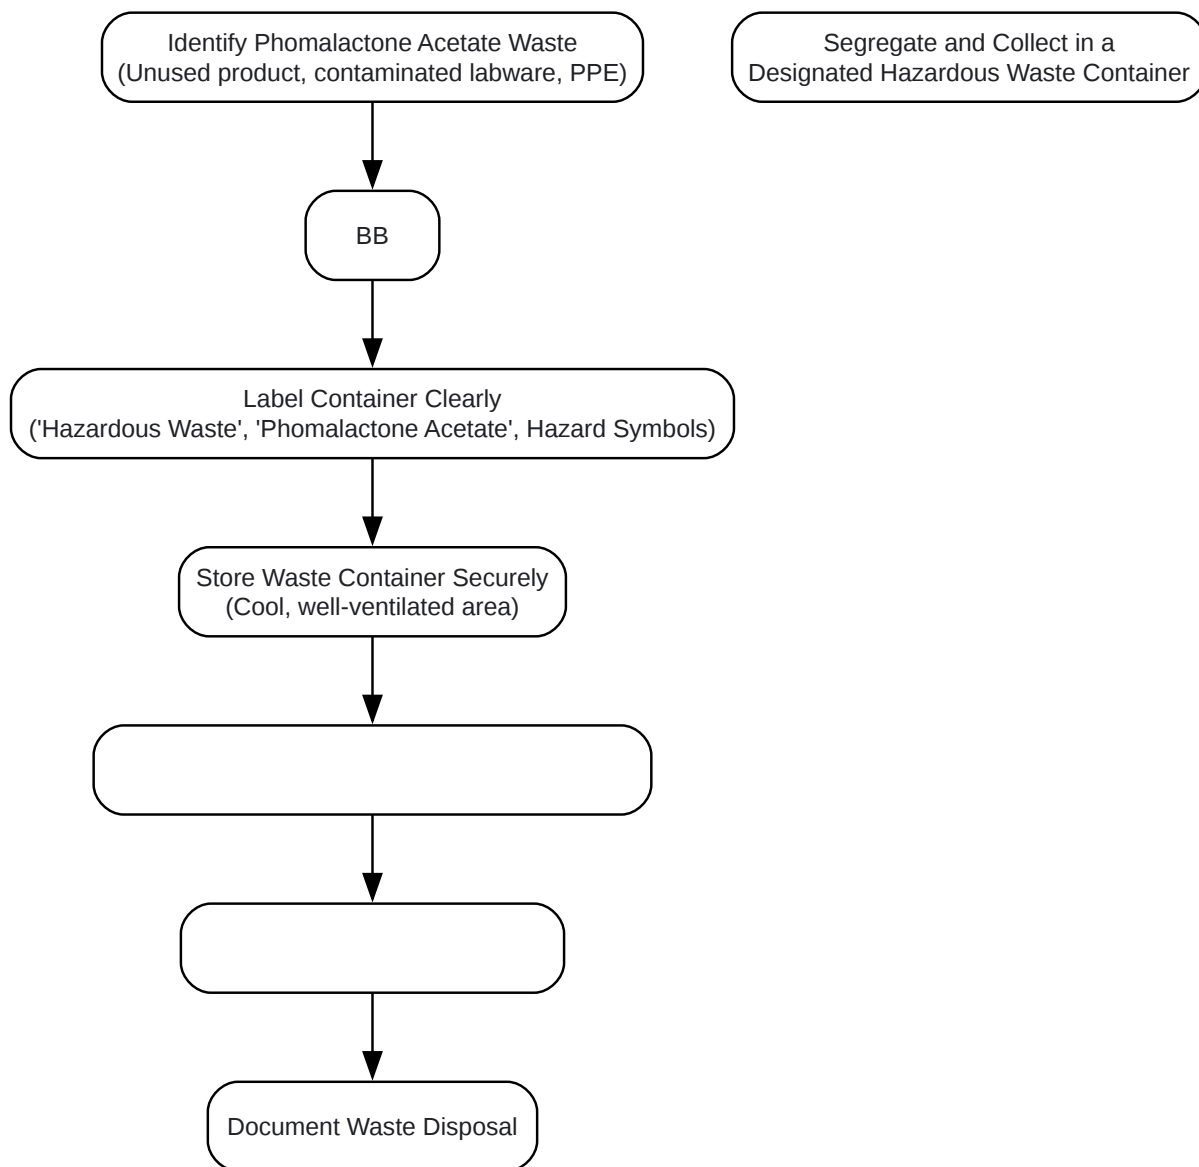 Identify Phomalactone Acetate Waste
(Unused product, contaminated labware, PPE)
Segregate and Collect in a
Designated Hazardous Waste Container
BB
Label Container Clearly
('Hazardous Waste', 'Phomalactone Acetate', Hazard Symbols)
Store Waste Container Securely
(Cool, well-ventilated area)
Document Waste Disposal